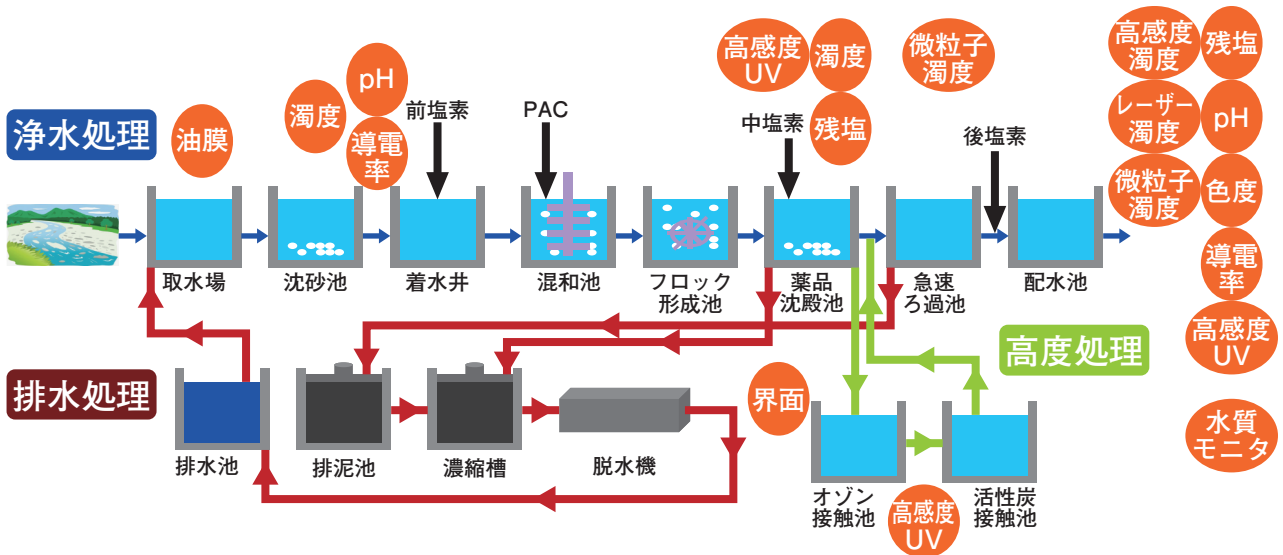 浄水処理
油膜
濁度
pH
導電
率
前塩素
PAC
高感度
UV
濁度
残塩
中塩素
微粒子
濁度
後塩素
高感度
濁度
残塩
レーザー
濁度
pH
微粒子
濁度
色度
導電
率
高感度
UV
水質
モニタ
取水場
沈砂池
着水井
混和池
フロック
形成池
薬品
沈殿池
急速
ろ過池
配水池
高度処理
排水処理
排水池
排泥池
濃縮槽
脱水機
界面
オゾン
接触池
高感度
UV
活性炭
接触池